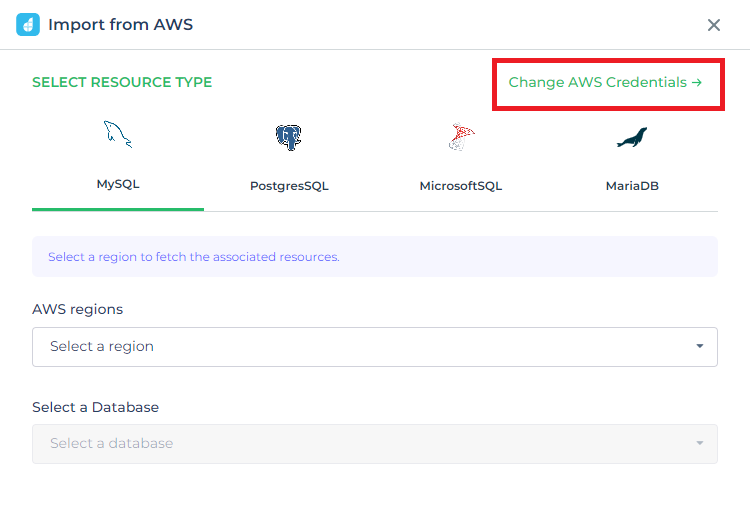 Import from AWS
SELECT RESOURCE TYPE
Change AWS Credentials →
MySQL
PostgresSQL
MicrosoftSQL
MariaDB
Select a region to fetch the associated resources.
AWS regions
Select a region
Select a Database
Select a database